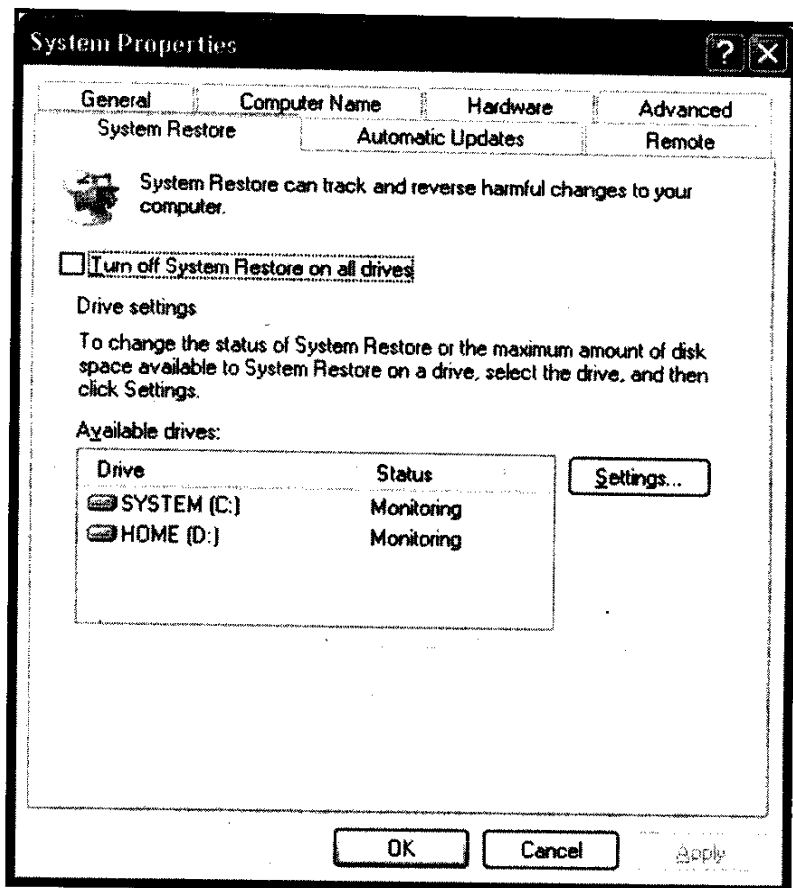 System Properties
General Computer Name Hardware Advanced
System Restore Automatic Updates Remote
System Restore can track and reverse harmful changes to your
computer.
Turn off System Restore on all drives
Drive settings
To change the status of System Restore or the maximum amount of disk
space available to System Restore on a drive, select the drive, and then
click Settings.
Available drives:
Drive Status
Settings...
SYSTEM (C:) Monitoring
HOME (D:) Monitoring
OK Cancel Apply